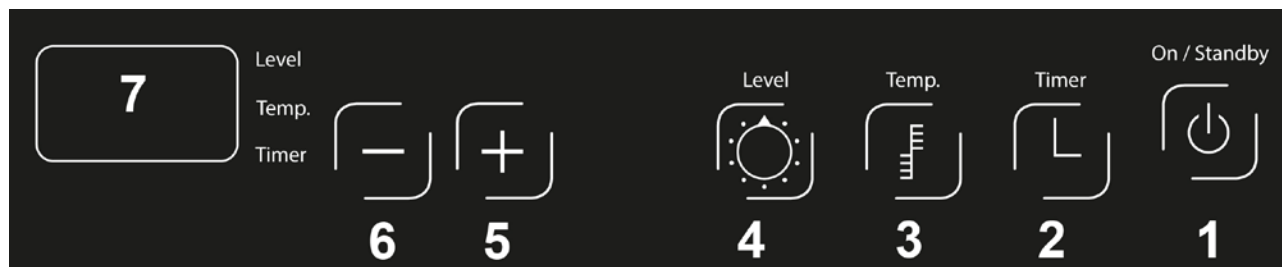 On / Standby
7
Level
Temp.
Timer
Level
Temp.
Timer
6
5
4
3
2
1